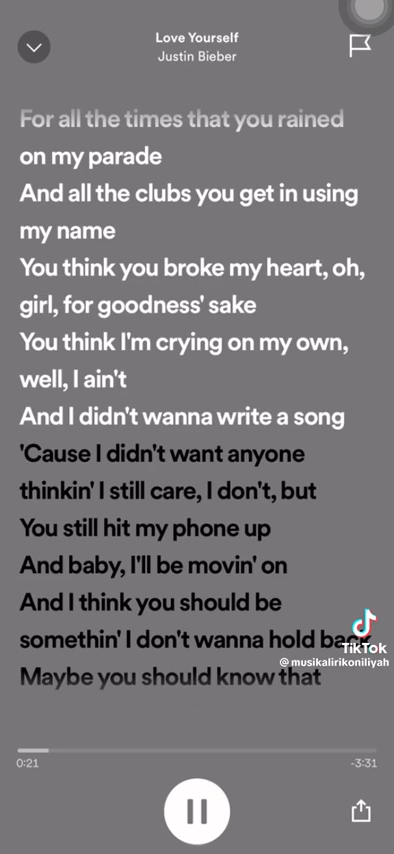 Love Yourself
Justin Bieber
For all the times that you rained
on my parade
And all the clubs you get in using
my name
You think you broke my heart, oh,
girl, for goodness' sake
You think I'm crying on my own,
well, I ain't
And I didn't wanna write a song
'Cause I didn't want anyone
thinkin' I still care, I don't, but
You still hit my phone up
And baby, I'll be movin' on
And I think you should be
somethin' I don't wanna hold back
Maybe you should know that
TikTok
@musikalirikoniliyah
0:21
-3:31